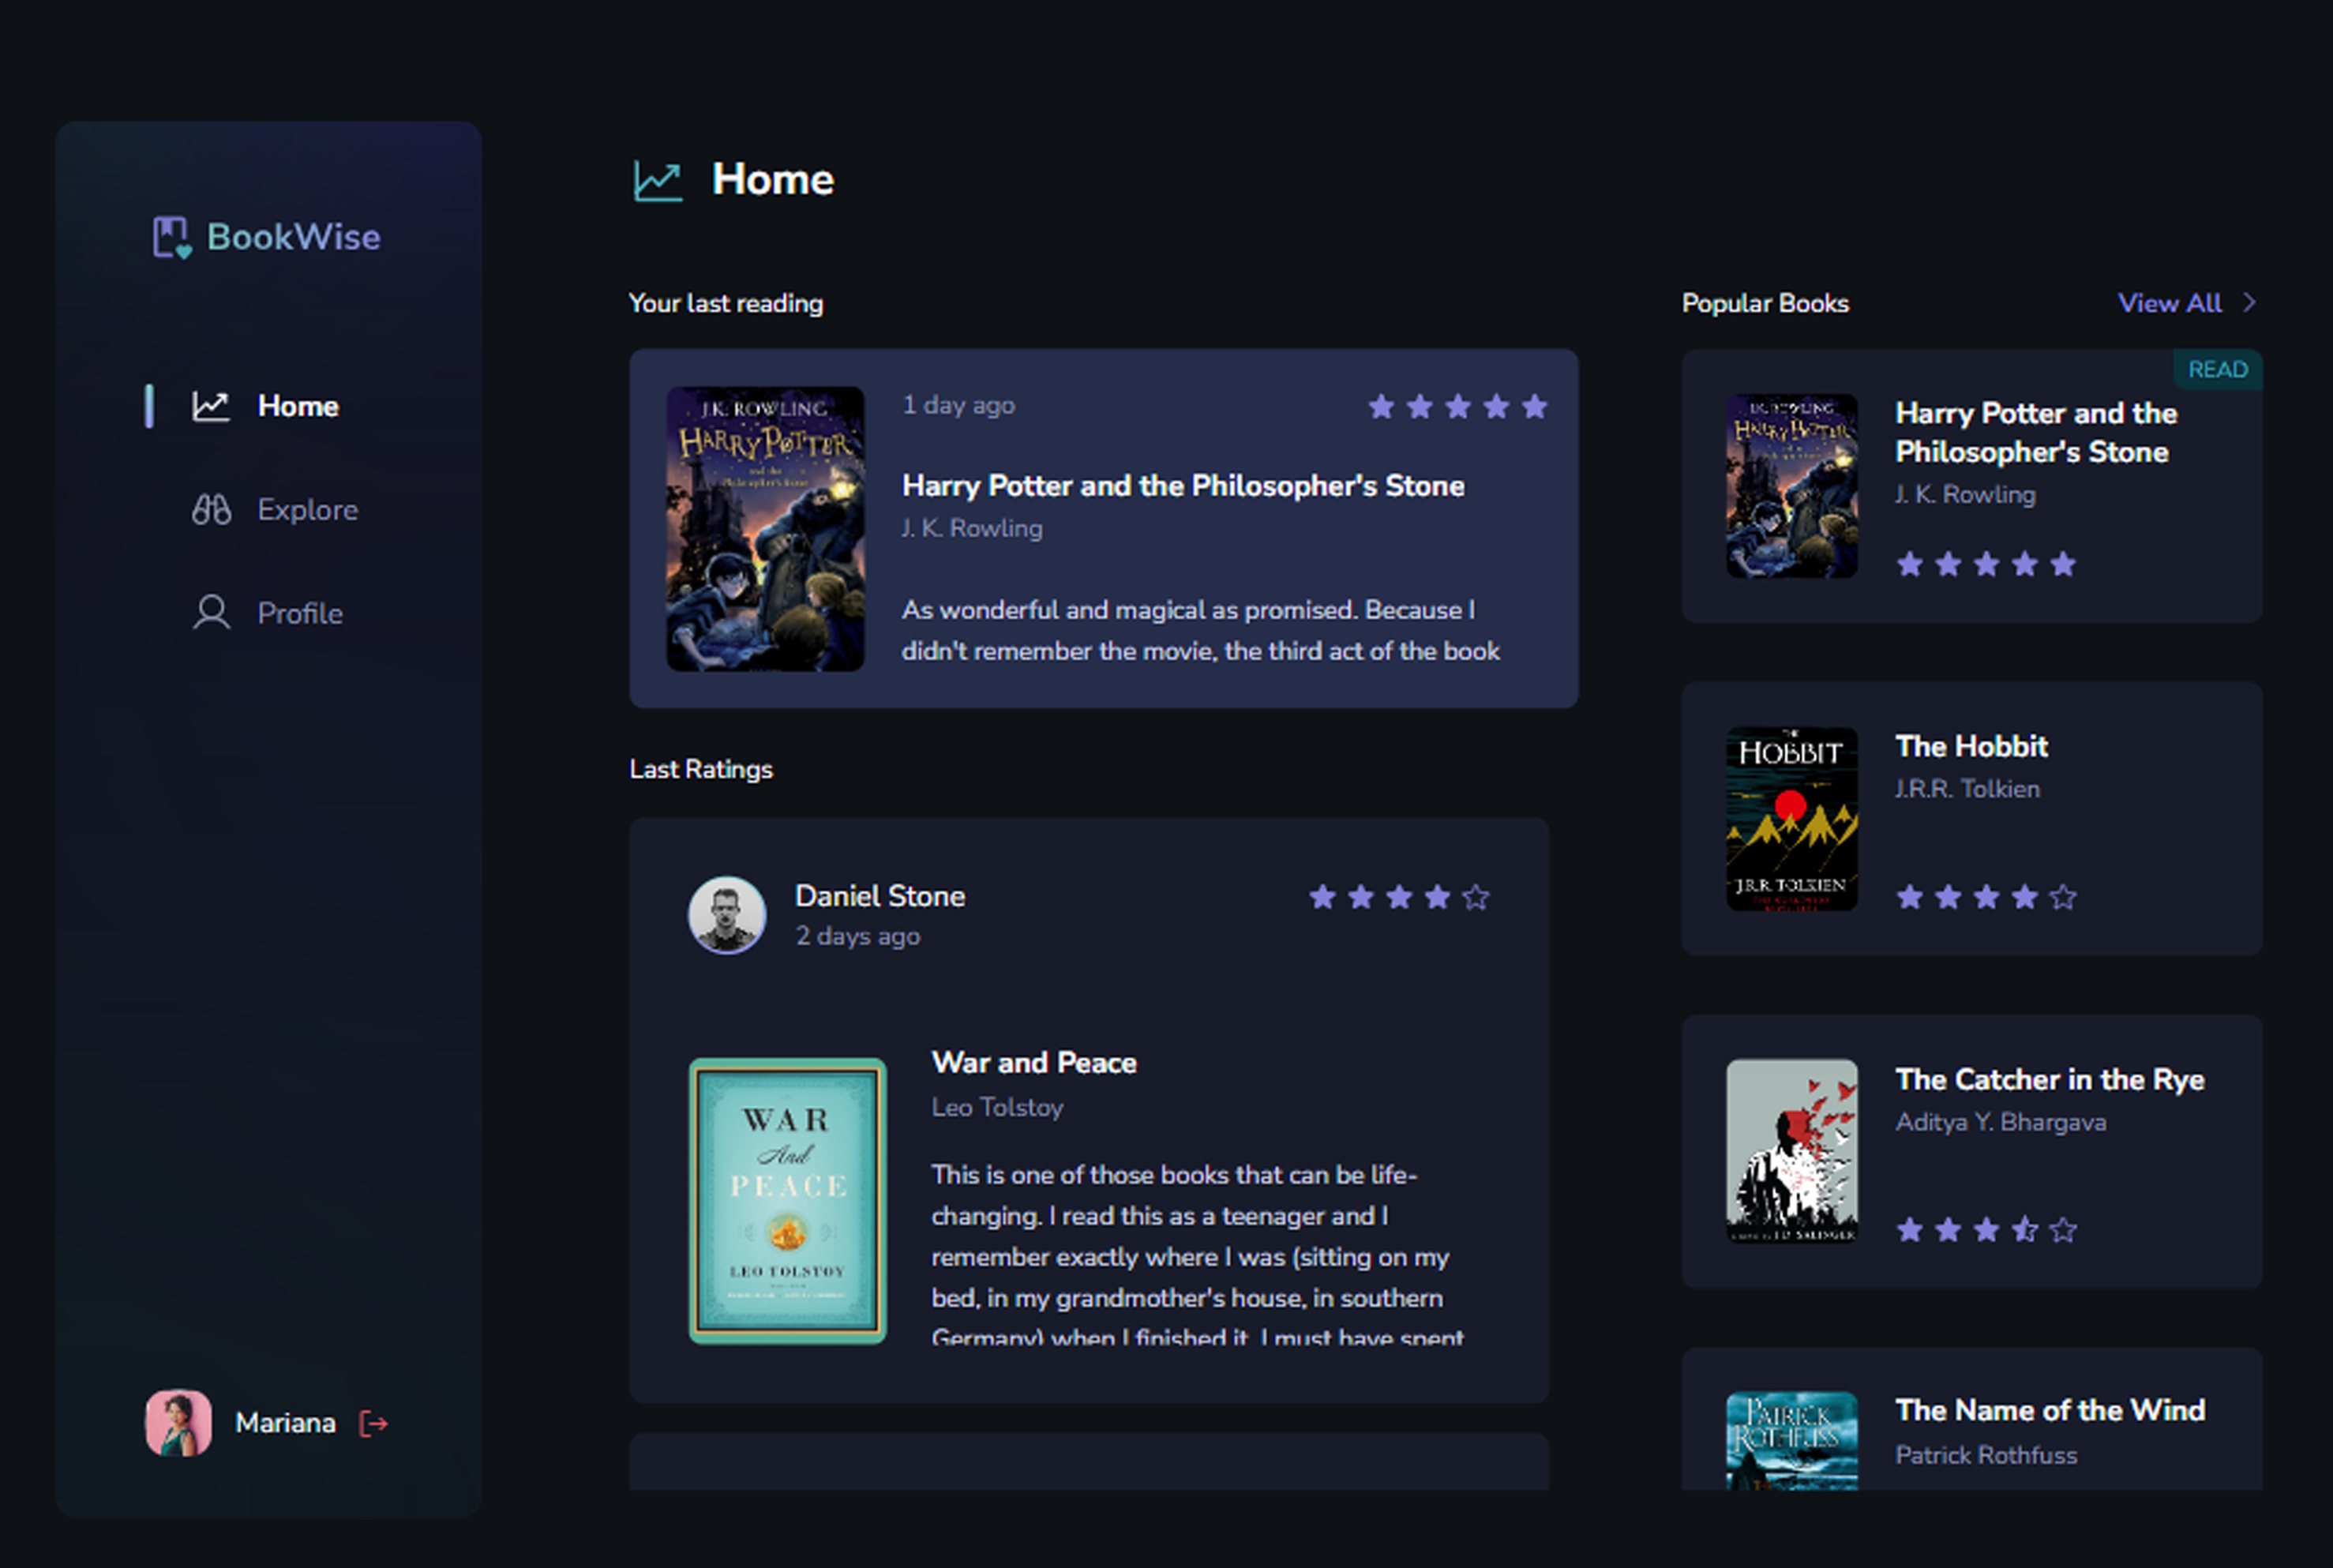 BookWise
Home
Explore
Profile
Mariana
Home
Your last reading
J.K. ROWLING
HARRY POTTER
and the
Philosopher's Stone
1 day ago
Harry Potter and the Philosopher's Stone
J. K. Rowling
As wonderful and magical as promised. Because I
didn't remember the movie, the third act of the book
Last Ratings
Daniel Stone
2 days ago
WAR
And
PEACE
LEO TOLSTOY
War and Peace
Leo Tolstoy
This is one of those books that can be life-
changing. I read this as a teenager and I
remember exactly where I was (sitting on my
bed, in my grandmother's house, in southern
Germany) when I finished it. I must have spent
Popular Books
View All
READ
J.K. ROWLING
HARRY POTTER
Harry Potter and the
Philosopher's Stone
J. K. Rowling
THE
HOBBIT
J.R.R. TOLKIEN
The Hobbit
J.R.R. Tolkien
J.D. SALINGER
The Catcher in the Rye
Aditya Y. Bhargava
PATRICK
ROTHFUSS
The Name of the Wind
Patrick Rothfuss